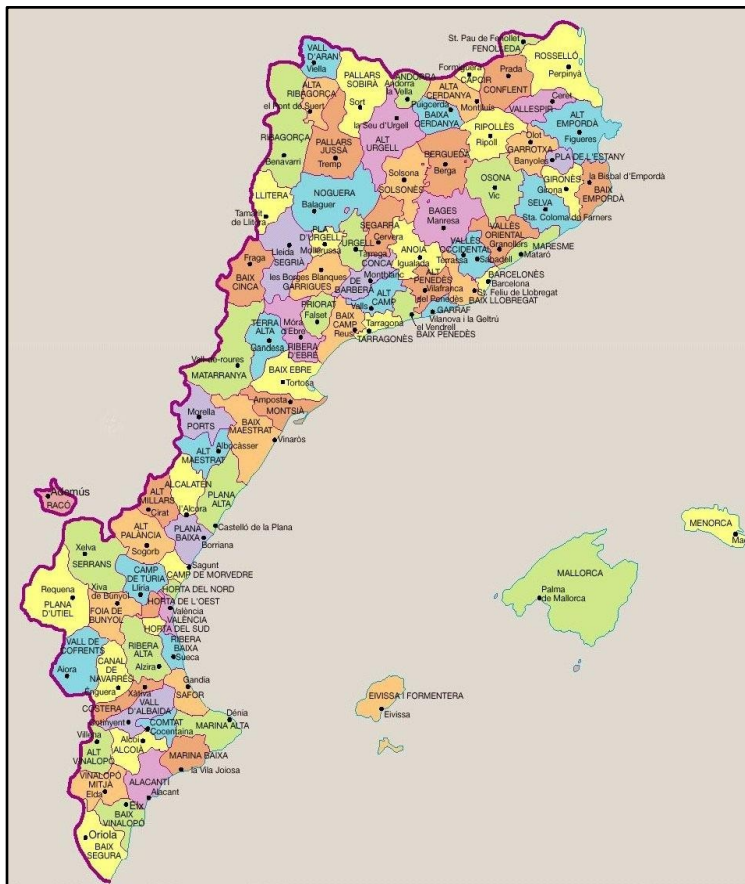 St. Pau de Fenollet
FENOLLEDA
ROSSELLÓ
Perpinyà
VALL
D'ARAN
Viella
PALLARS
SOBIRÀ
Sort
ANDORRA
Andorra
la Vella
Formiguera
CAPCIR
Prada
CONFLENT
Ceret
VALLESPIR
ALTA
RIBAGORÇA
el Pont de Suert
ALTA
CERDANYA
Montlluís
Puigcerdà
BAIXA
CERDANYA
la Seu d'Urgell
ALT
URGELL
RIPOLLÈS
Ripoll
Olot
GARROTXA
Banyoles
PLA DE L'ESTANY
ALT
EMPORDÀ
Figueres
RIBAGORÇA
Benavarri
PALLARS
JUSSÀ
Tremp
BERGUEDÀ
Berga
Solsona
SOLSONÈS
OSONA
Vic
GIRONÈS
Girona
la Bisbal d'Empordà
BAIX
EMPORDÀ
SELVA
Sta. Coloma de Farners
LLITERA
Tamarit
de Llitera
NOGUERA
Balaguer
BAGES
Manresa
SEGARRA
Cervera
PLA
D'URGELL
Mollerussa
URGELL
Tàrrega
ANOIA
Igualada
VALLÈS
OCCIDENTAL
Terrassa
Sabadell
VALLÈS
ORIENTAL
Granollers
MARESME
Mataró
Lleida
SEGRIÀ
Fraga
BAIX
CINCA
les Borges Blanques
GARRIGUES
CONCA
Montblanc
DE
BARBERÀ
ALT
CAMP
Valls
ALT
PENEDÈS
Vilafranca
del Penedès
BARCELONÈS
Barcelona
St. Feliu de Llobregat
BAIX LLOBREGAT
GARRAF
Vilanova i la Geltrú
el Vendrell
BAIX PENEDÈS
PRIORAT
Falset
BAIX
CAMP
Reus
Tarragona
TARRAGONÈS
TERRA
ALTA
Gandesa
Móra
d'Ebre
RIBERA
D'EBRE
Vall-de-roures
MATARRANYA
BAIX EBRE
Tortosa
Amposta
MONTSIÀ
Morella
PORTS
BAIX
MAESTRAT
Vinaròs
ALT
MAESTRAT
Albocàsser
Ademús
RACÓ
ALT
MILLARS
Cirat
ALCALATÉN
l'Alcora
PLANA
ALTA
Castelló de la Plana
ALT
PALÀNCIA
Sogorb
PLANA
BAIXA
Borriana
Xelva
SERRANS
CAMP
DE TÚRIA
Llíria
Sagunt
CAMP DE MORVEDRE
Requena
PLANA
D'UTIEL
Xiva
de Bunyol
FOIA DE
BUNYOL
HORTA DEL NORD
HORTA DE L'OEST
València
VALÈNCIA
HORTA DEL SUD
VALL DE
COFRENTS
Aiora
CANAL
DE
NAVARRÉS
Énguera
RIBERA
ALTA
Alzira
RIBERA
BAIXA
Sueca
Gandia
SAFOR
Xàtiva
COSTERA
VALL
D'ALBAIDA
Ontinyent
COMTAT
Cocentaina
Dénia
MARINA ALTA
Villena
ALT
VINALOPÓ
Alcoi
ALCOIÀ
MARINA BAIXA
la Vila Joiosa
VINALOPÓ
MITJÀ
Elda
ALACANTÍ
Alacant
Elx
BAIX
VINALOPÓ
Oriola
BAIX
SEGURA
MENORCA
MALLORCA
Palma
de Mallorca
EIVISSA I FORMENTERA
Eivissa